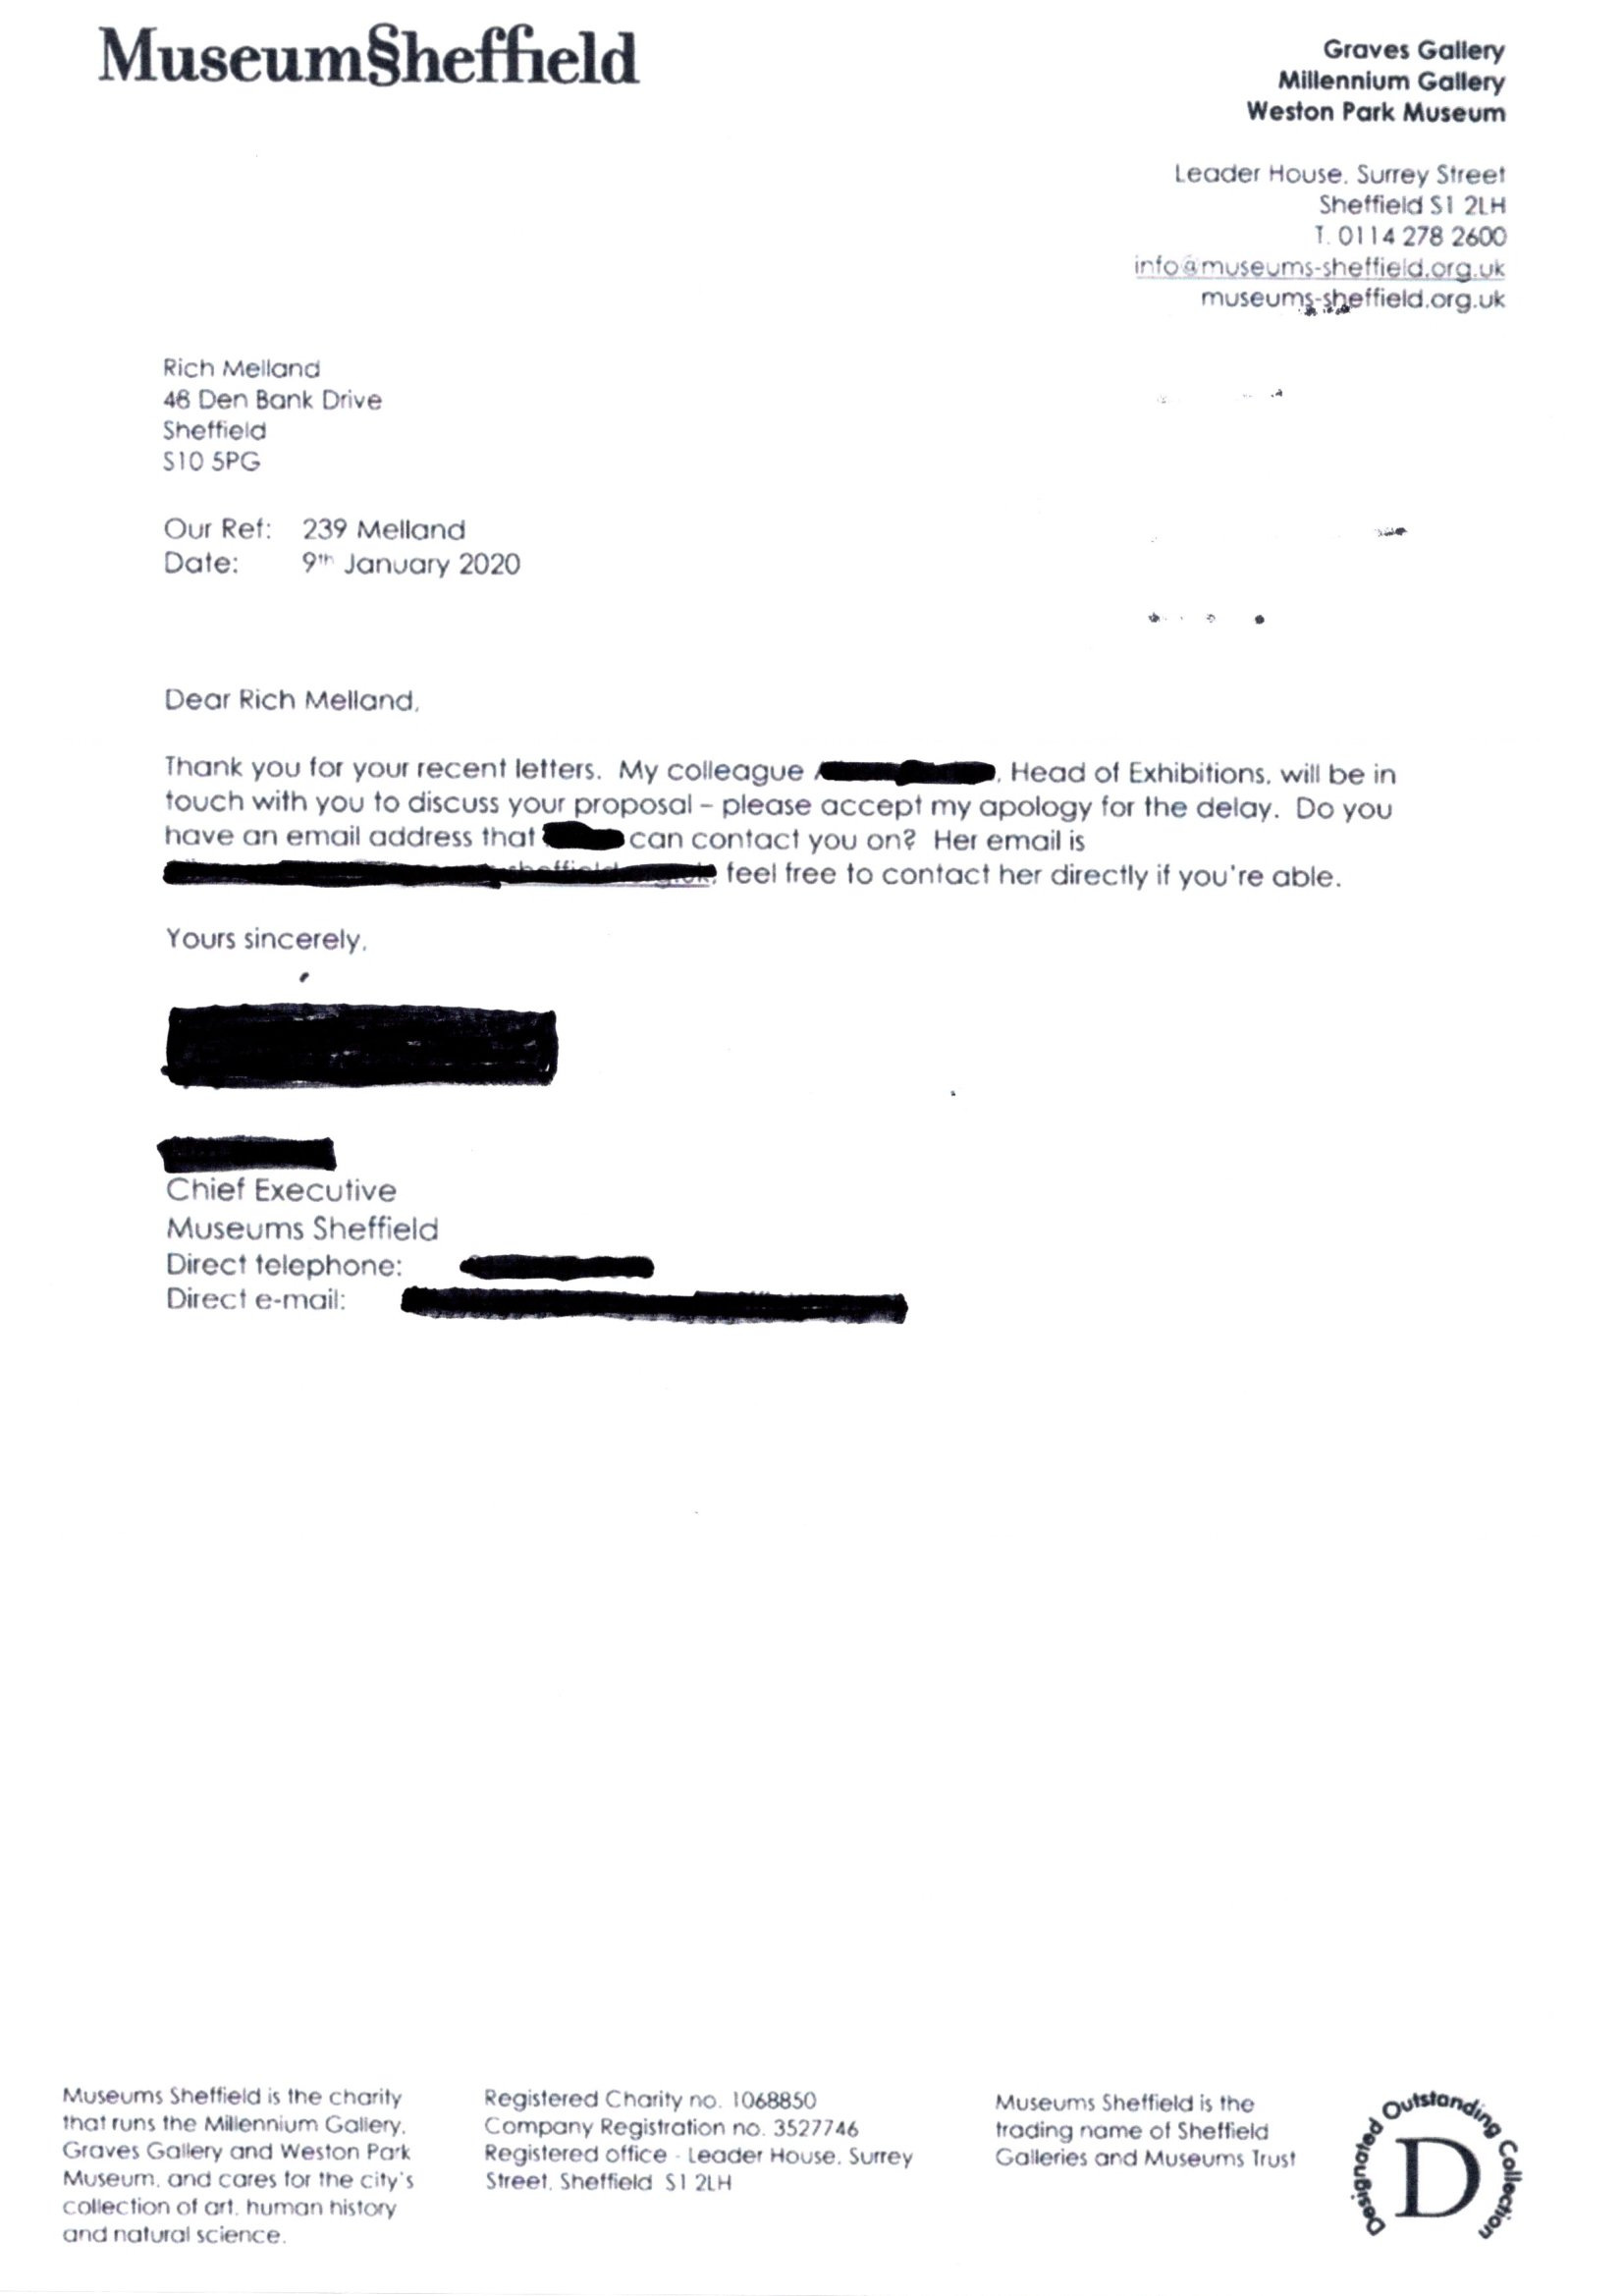 Museum§heffield
Graves Gallery
Millennium Gallery
Weston Park Museum
Leader House, Surrey Street
Sheffield S1 2LH
T. 0114 278 2600
info@museums-sheffield.org.uk
museums-sheffield.org.uk
Rich Melland
48 Den Bank Drive
Sheffield
S10 5PG
Our Ref: 239 Melland
Date: 9th January 2020
Dear Rich Melland,
Thank you for your recent letters. My colleague , Head of Exhibitions, will be in
touch with you to discuss your proposal – please accept my apology for the delay. Do you
have an email address that can contact you on? Her email is
feel free to contact her directly if you're able.
Yours sincerely,
Chief Executive
Museums Sheffield
Direct telephone:
Direct e-mail:
Museums Sheffield is the charity
that runs the Millennium Gallery,
Graves Gallery and Weston Park
Museum, and cares for the city's
collection of art, human history
and natural science.
Registered Charity no. 1068850
Company Registration no. 3527746
Registered office - Leader House, Surrey
Street, Sheffield S1 2LH
Museums Sheffield is the
trading name of Sheffield
Galleries and Museums Trust
Designated Outstanding Collection
D